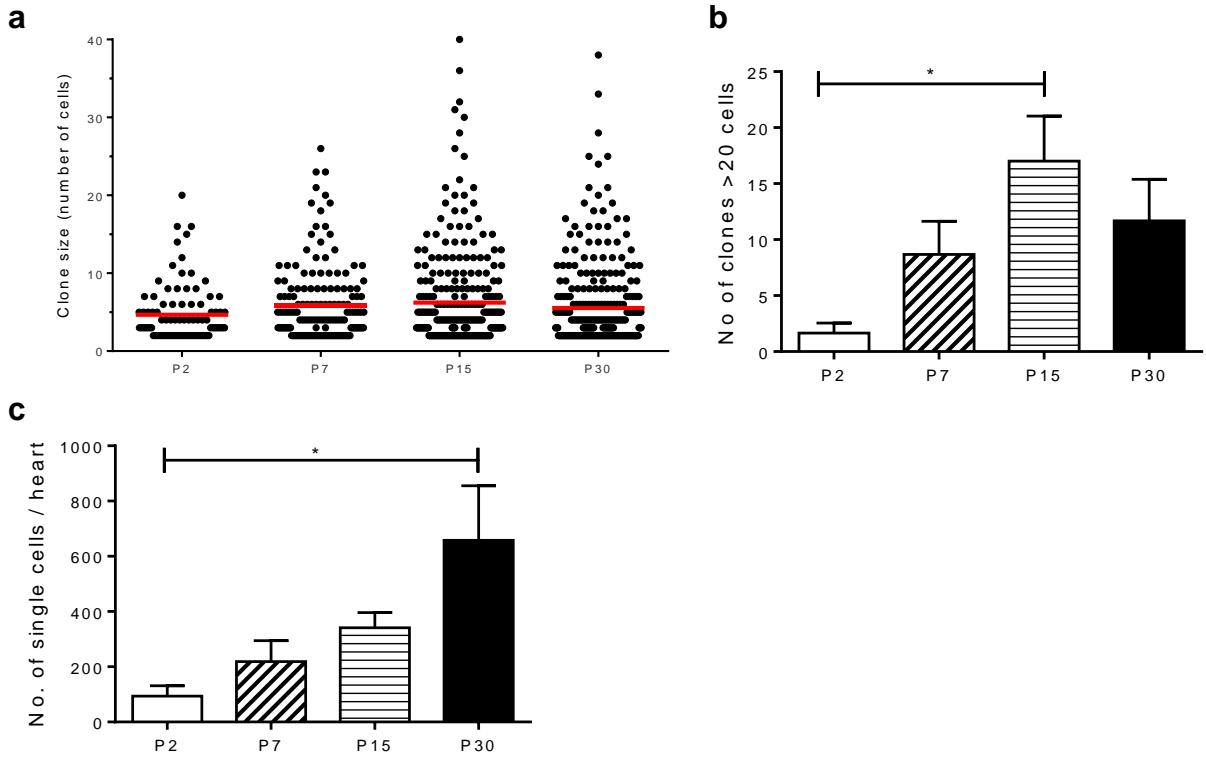 a
Clone size (number of cells)
40
30
20
10
0
P2 P7 P15 P30
b
No of clones >20 cells
25
20
15
10
5
0
*
P2 P7 P15 P30
c
No. of single cells / heart
1000
800
600
400
200
0
*
P2 P7 P15 P30